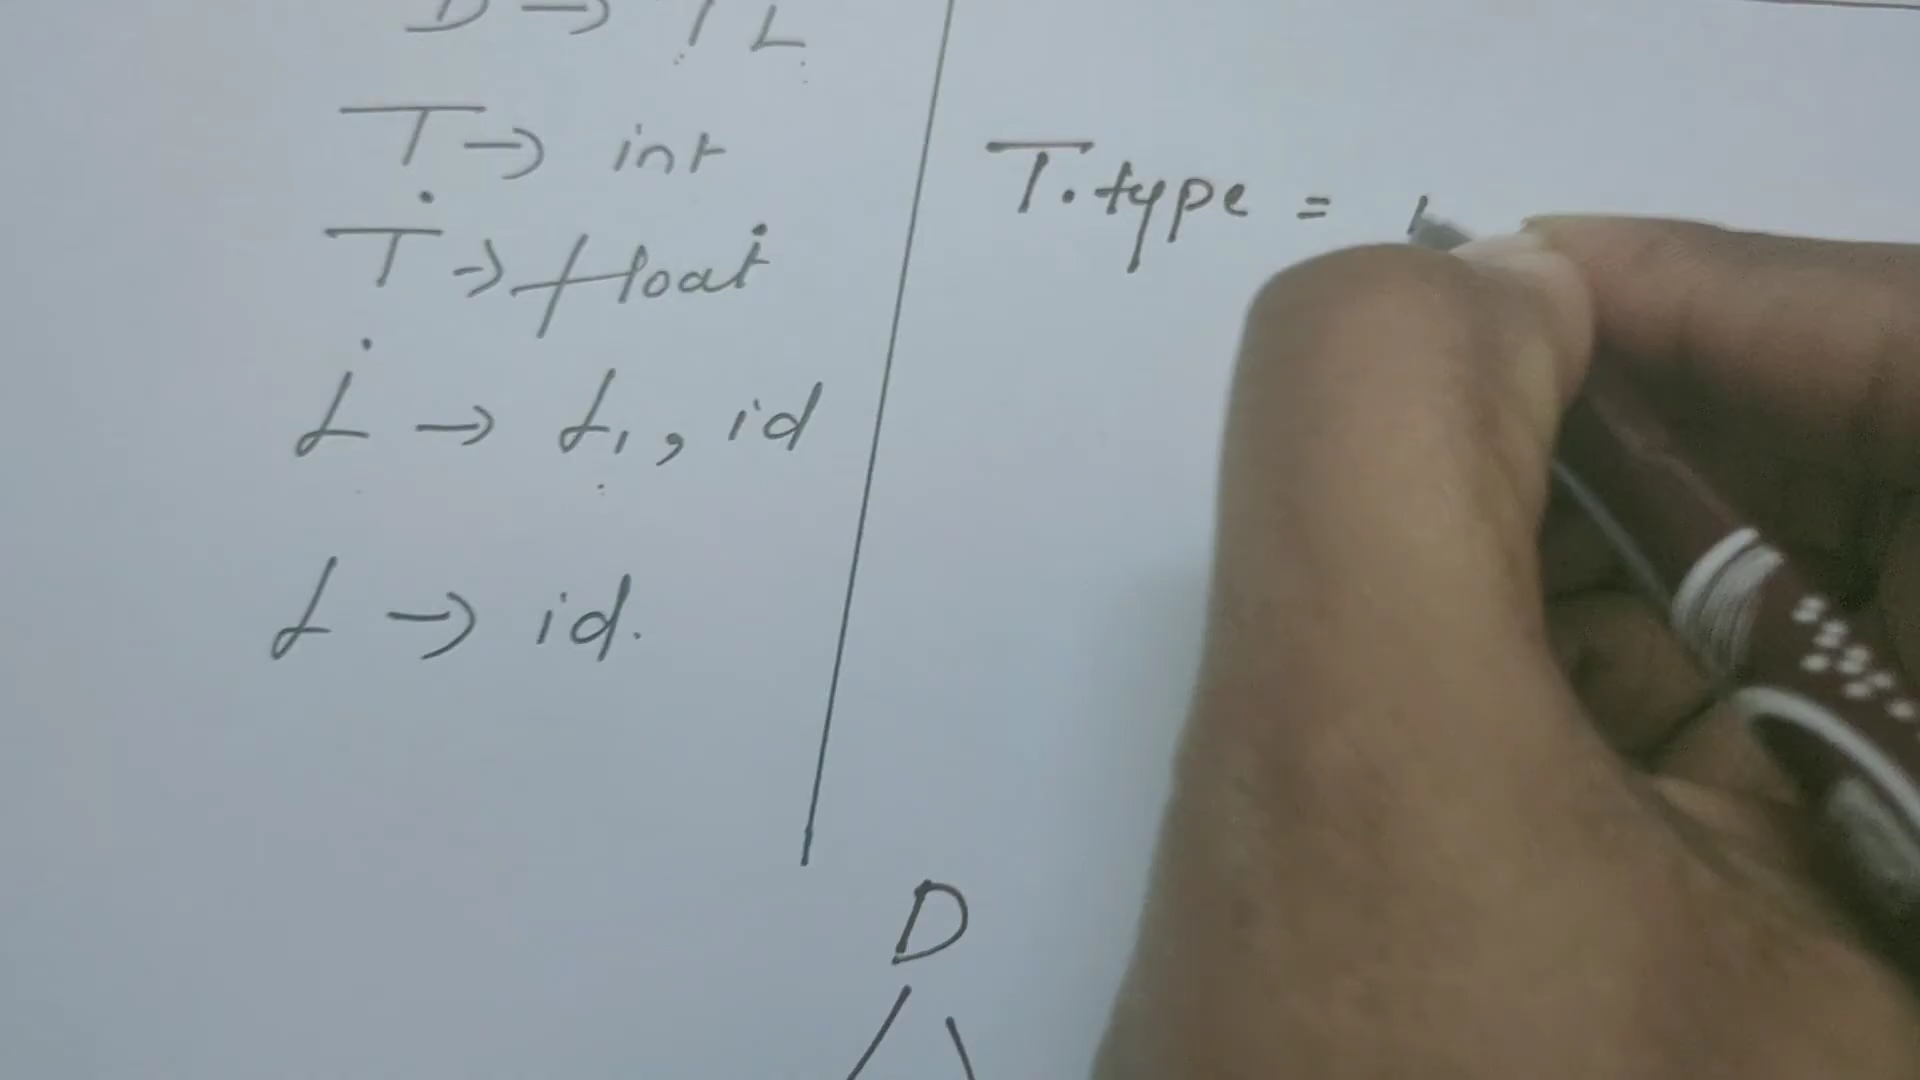 D → T L
T → int
T → float
L → L₁, id
L → id.
T.type =
D